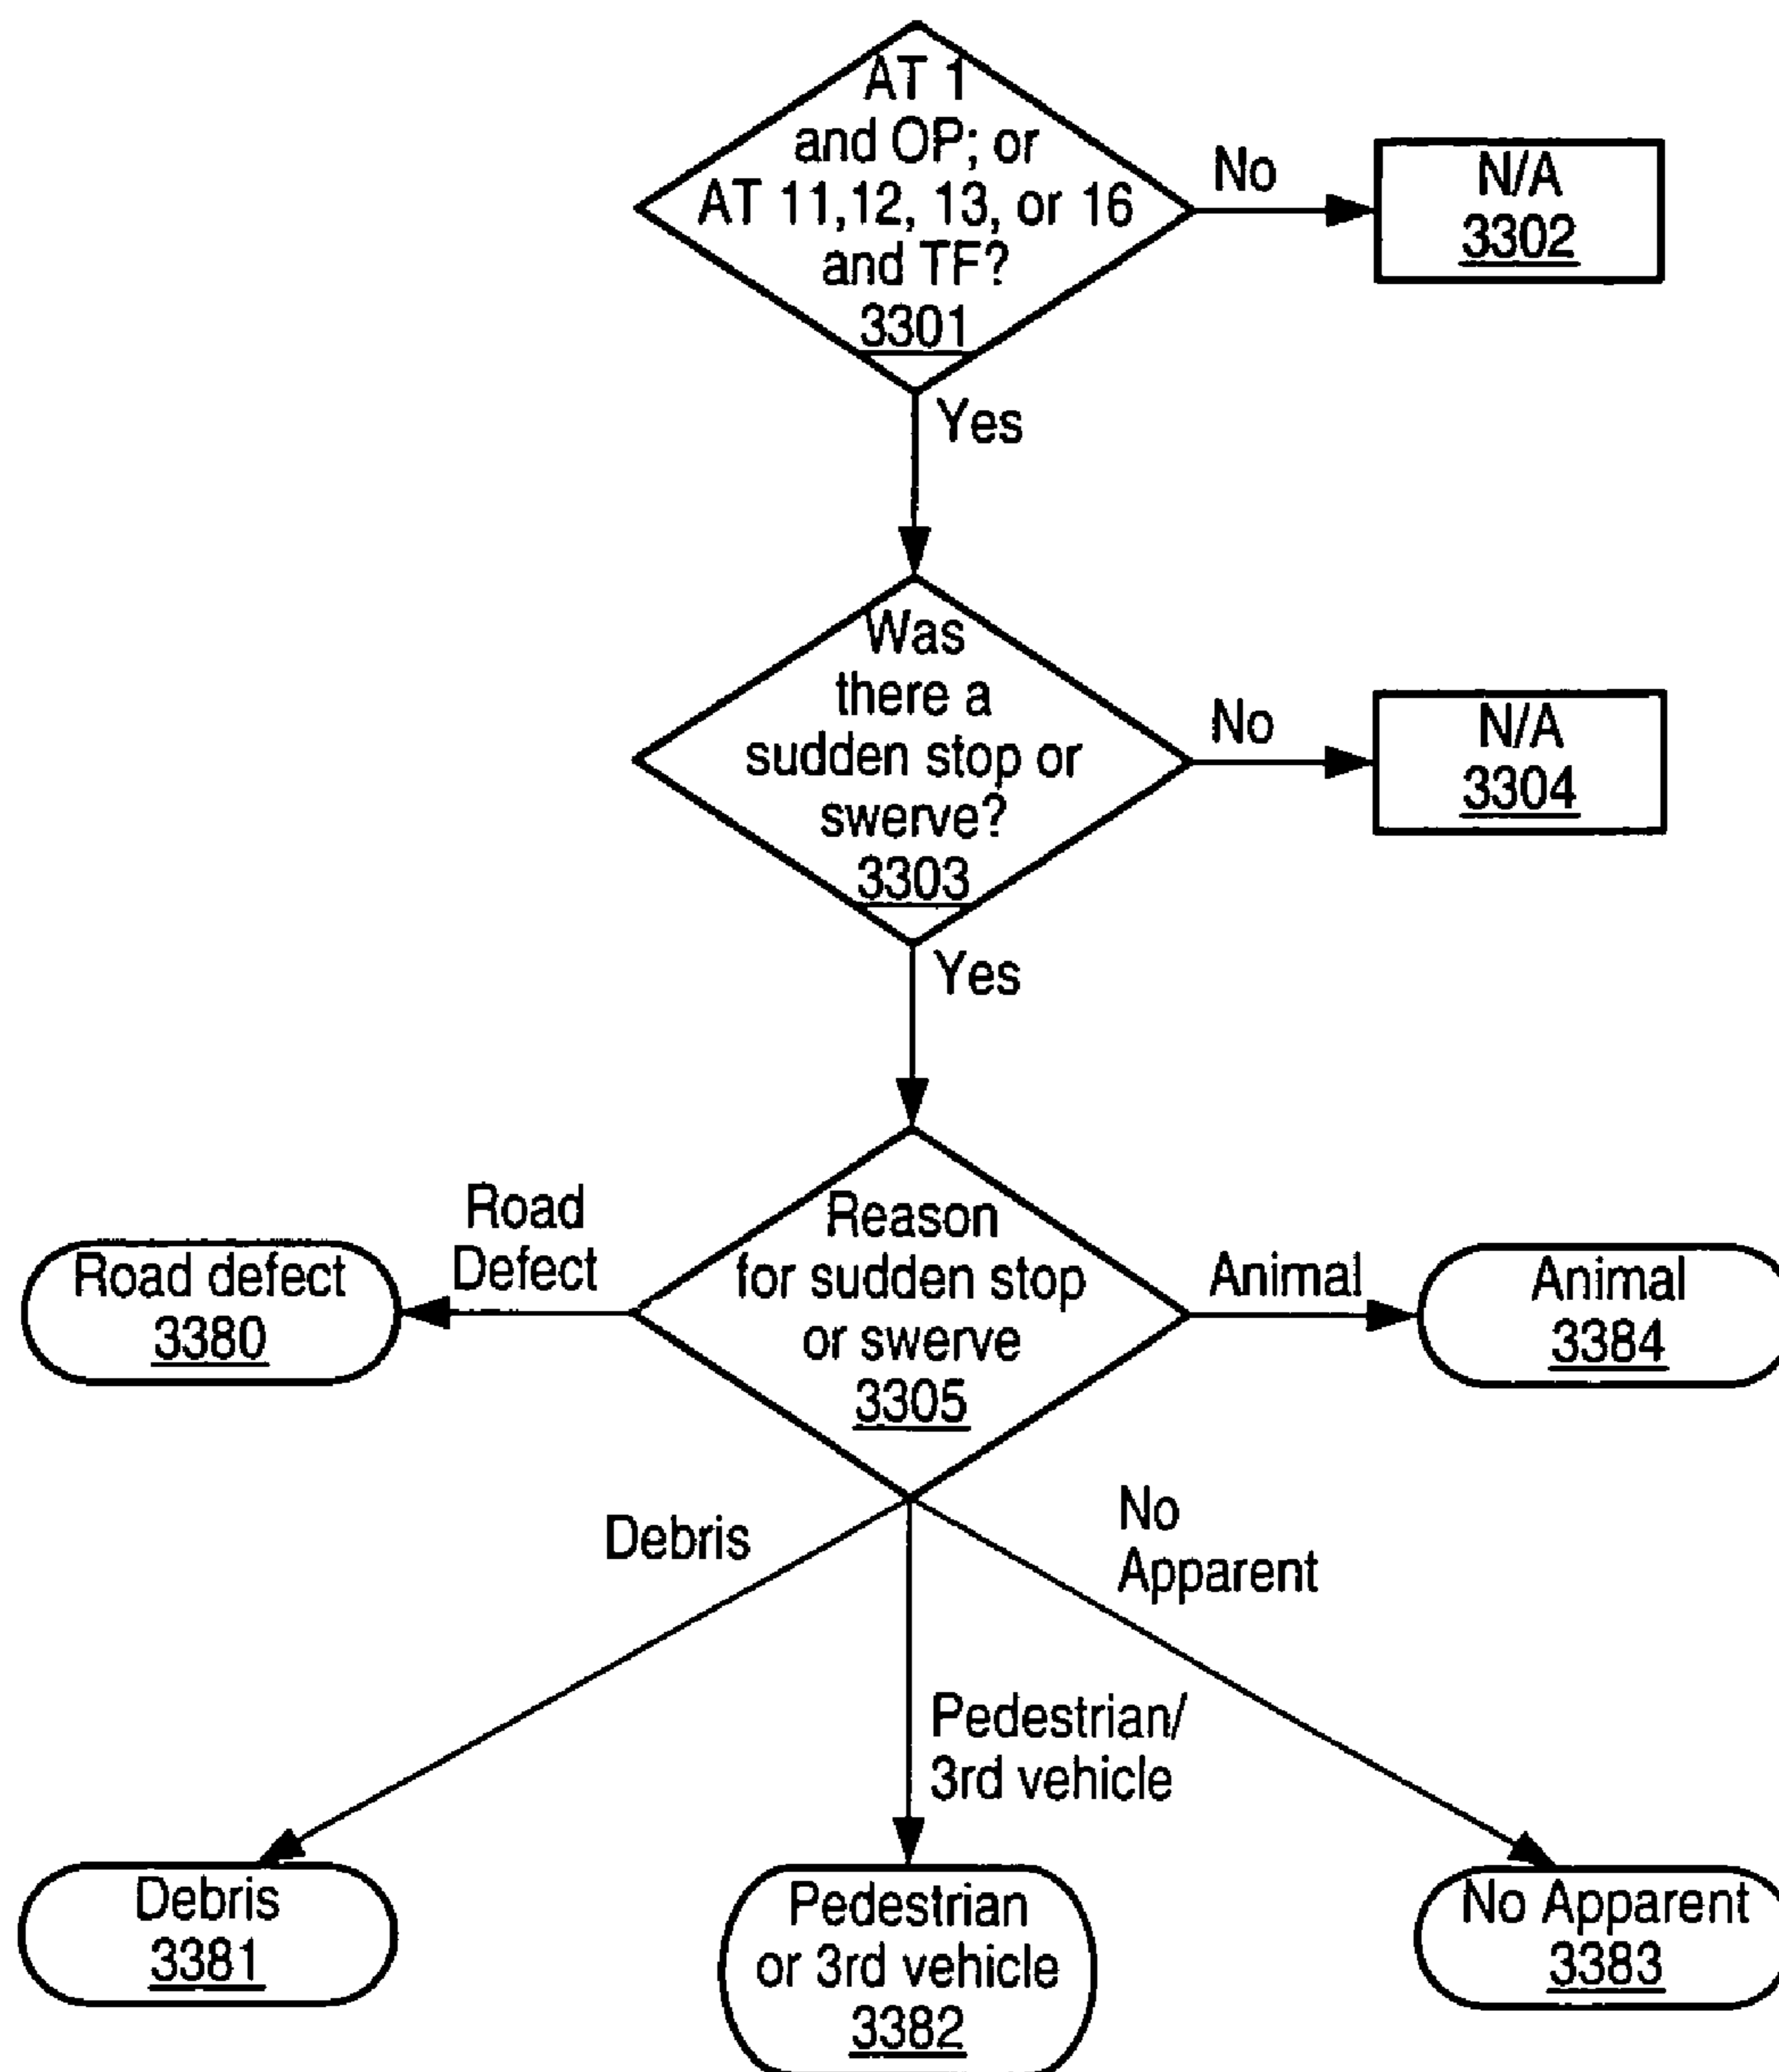 AT 1
and OP; or
AT 11,12, 13, or 16
and TF?
3301
No
N/A
3302
Yes
Was
there a
sudden stop or
swerve?
3303
No
N/A
3304
Yes
Reason
for sudden stop
or swerve
3305
Road
Defect
Road defect
3380
Animal
Animal
3384
Debris
No
Apparent
Pedestrian/
3rd vehicle
Debris
3381
Pedestrian
or 3rd vehicle
3382
No Apparent
3383